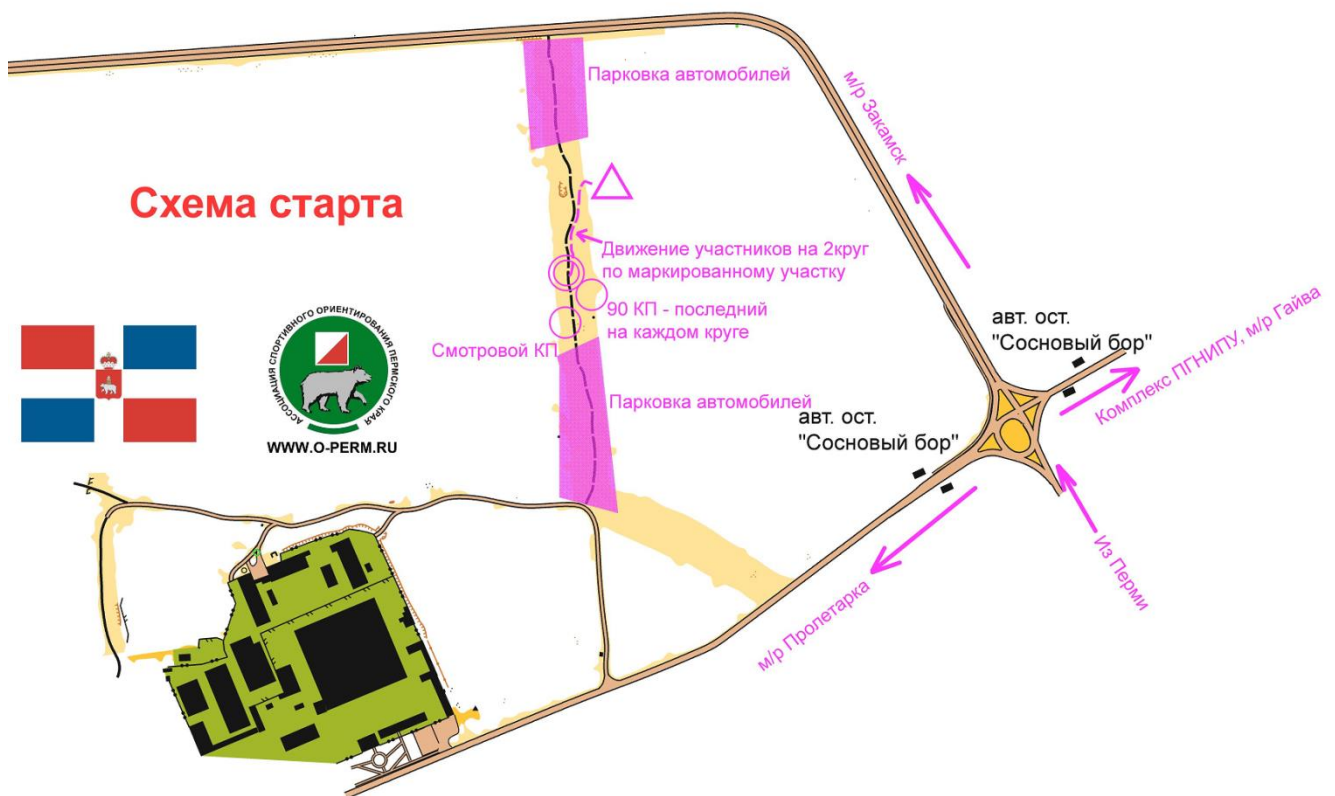 Парковка автомобилей
м/р Закамск
Схема старта
Движение участников на 2круг
по маркированному участку
90 КП - последний
на каждом круге
Смотровой КП
авт. ост.
"Сосновый бор"
Комплекс ПГНИПУ, м/р Гайва
АССОЦИАЦИЯ СПОРТИВНОГО ОРИЕНТИРОВАНИЯ ПЕРМСКОГО КРАЯ
WWW.O-PERM.RU
Парковка автомобилей
авт. ост.
"Сосновый бор"
Из Перми
м/р Пролетарка